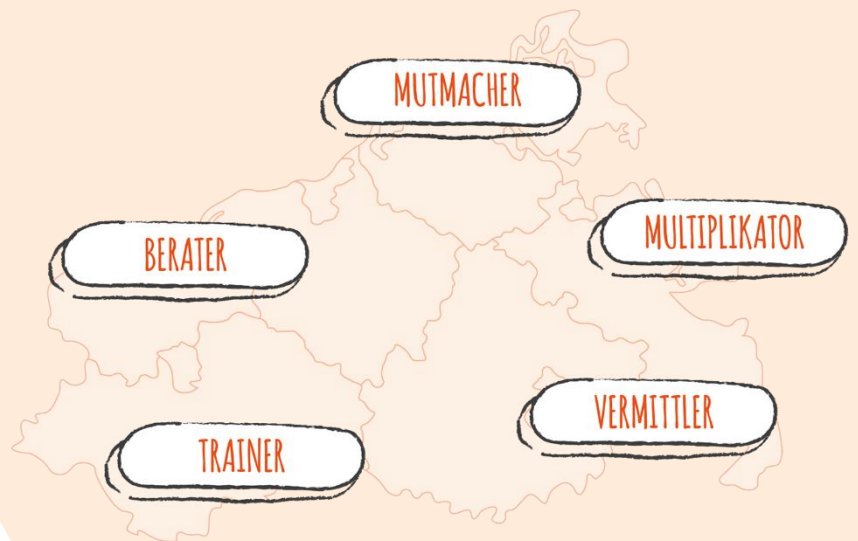 MUTMACHER
MULTIPLIKATOR
BERATER
VERMITTLER
TRAINER